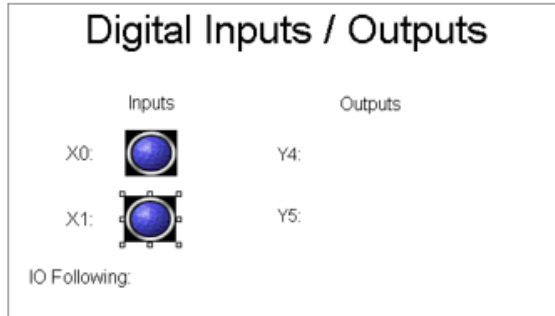 Digital Inputs / Outputs
Inputs Outputs
X0: Y4:
X1: Y5:
IO Following: